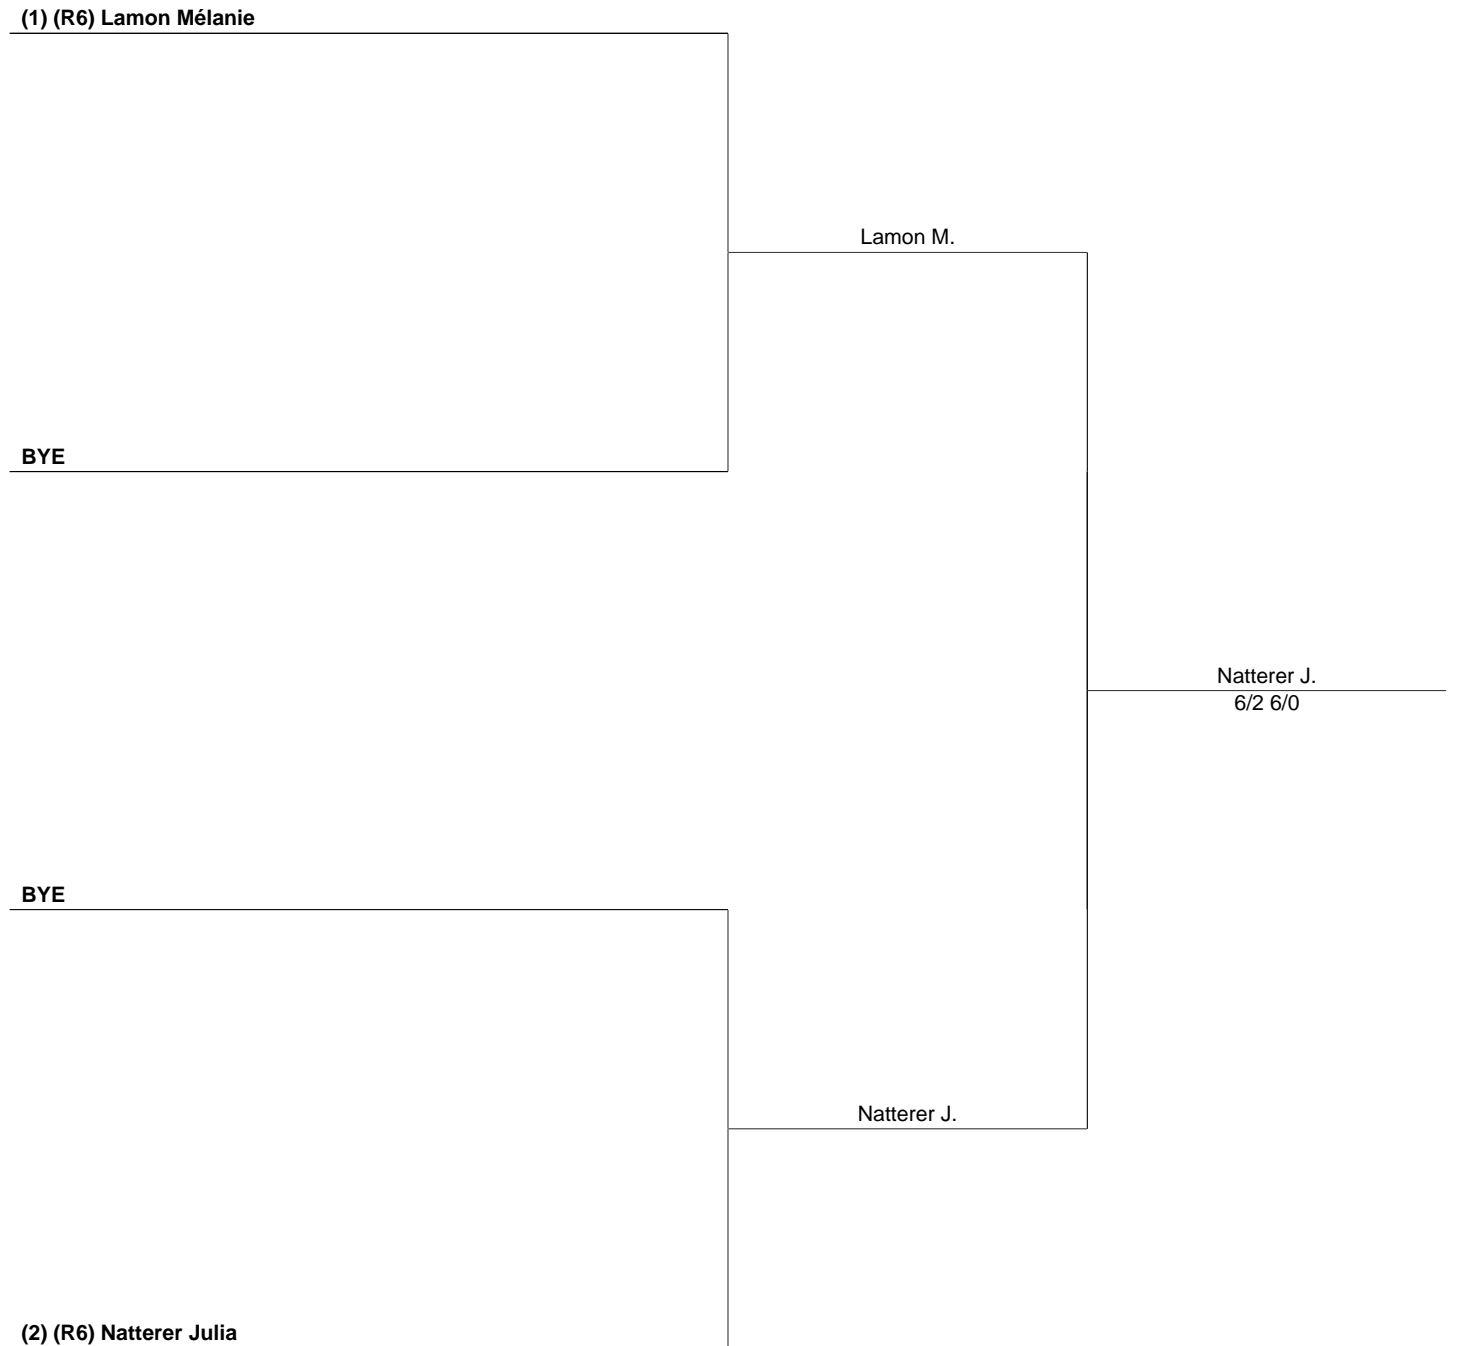 (1) (R6) Lamon Mélanie
Lamon M.
BYE
Natterer J.
6/2 6/0
BYE
Natterer J.
(2) (R6) Natterer Julia